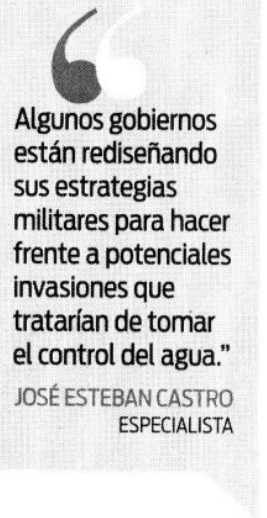 “
Algunos gobiernos
están rediseñando
sus estrategias
militares para hacer
frente a potenciales
invasiones que
tratarían de tomar
el control del agua.”
JOSÉ ESTEBAN CASTRO
ESPECIALISTA